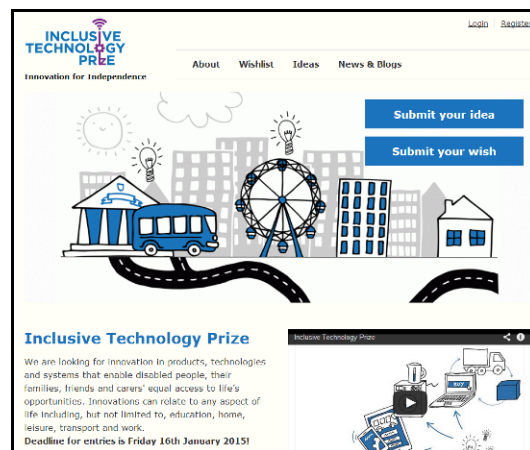 INCLUSIVE
TECHNOLOGY
PRIZE
Innovation for Independence
Login Register
About Wishlist Ideas News & Blogs
Submit your idea
Submit your wish
Inclusive Technology Prize
We are looking for innovation in products, technologies
and systems that enable disabled people, their
families, friends and carers' equal access to life's
opportunities. Innovations can relate to any aspect of
life including, but not limited to, education, home,
leisure, transport and work.
Deadline for entries is Friday 16th January 2015!
Inclusive Technology Prize
BUY